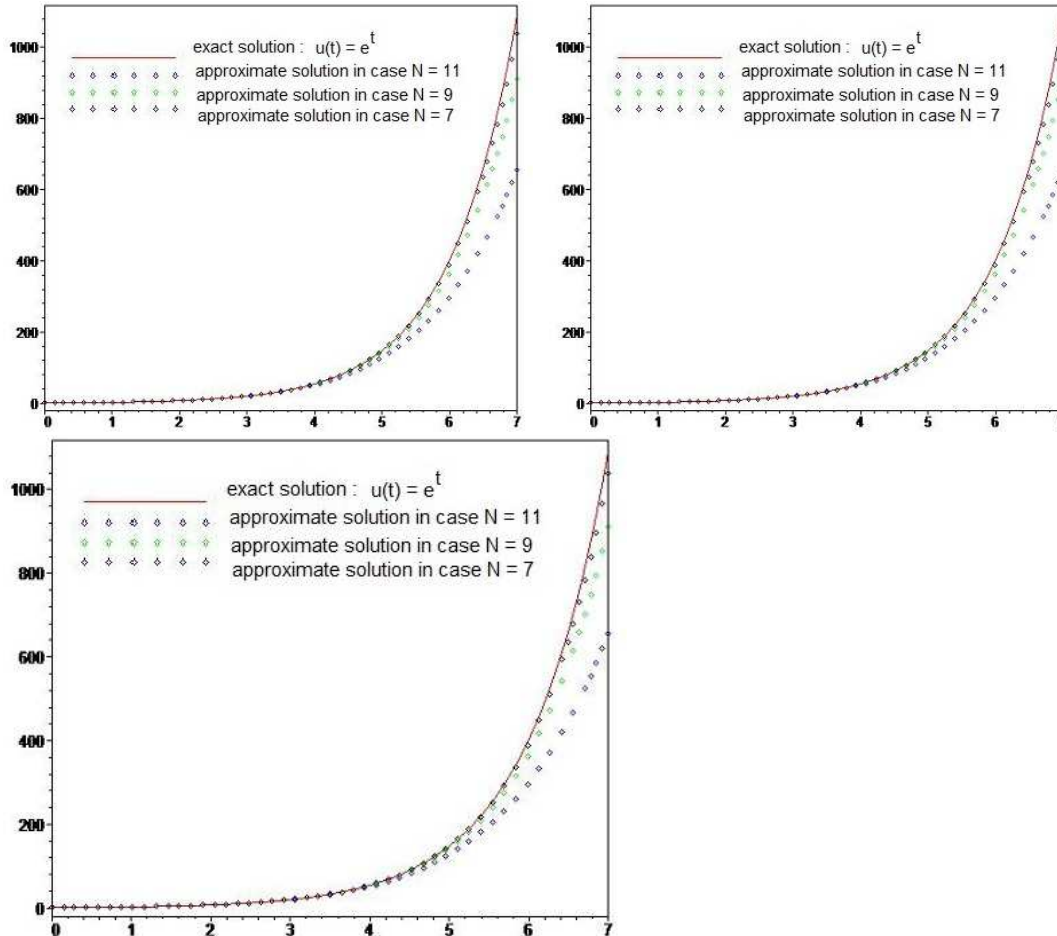 1000
800
600
400
200
0
exact solution : u(t) = e^t
approximate solution in case N = 11
approximate solution in case N = 9
approximate solution in case N = 7
0 1 2 3 4 5 6 7
1000
800
600
400
200
0
exact solution : u(t) = e^t
approximate solution in case N = 11
approximate solution in case N = 9
approximate solution in case N = 7
0 1 2 3 4 5 6 7
1000
800
600
400
200
0
exact solution : u(t) = e^t
approximate solution in case N = 11
approximate solution in case N = 9
approximate solution in case N = 7
0 1 2 3 4 5 6 7